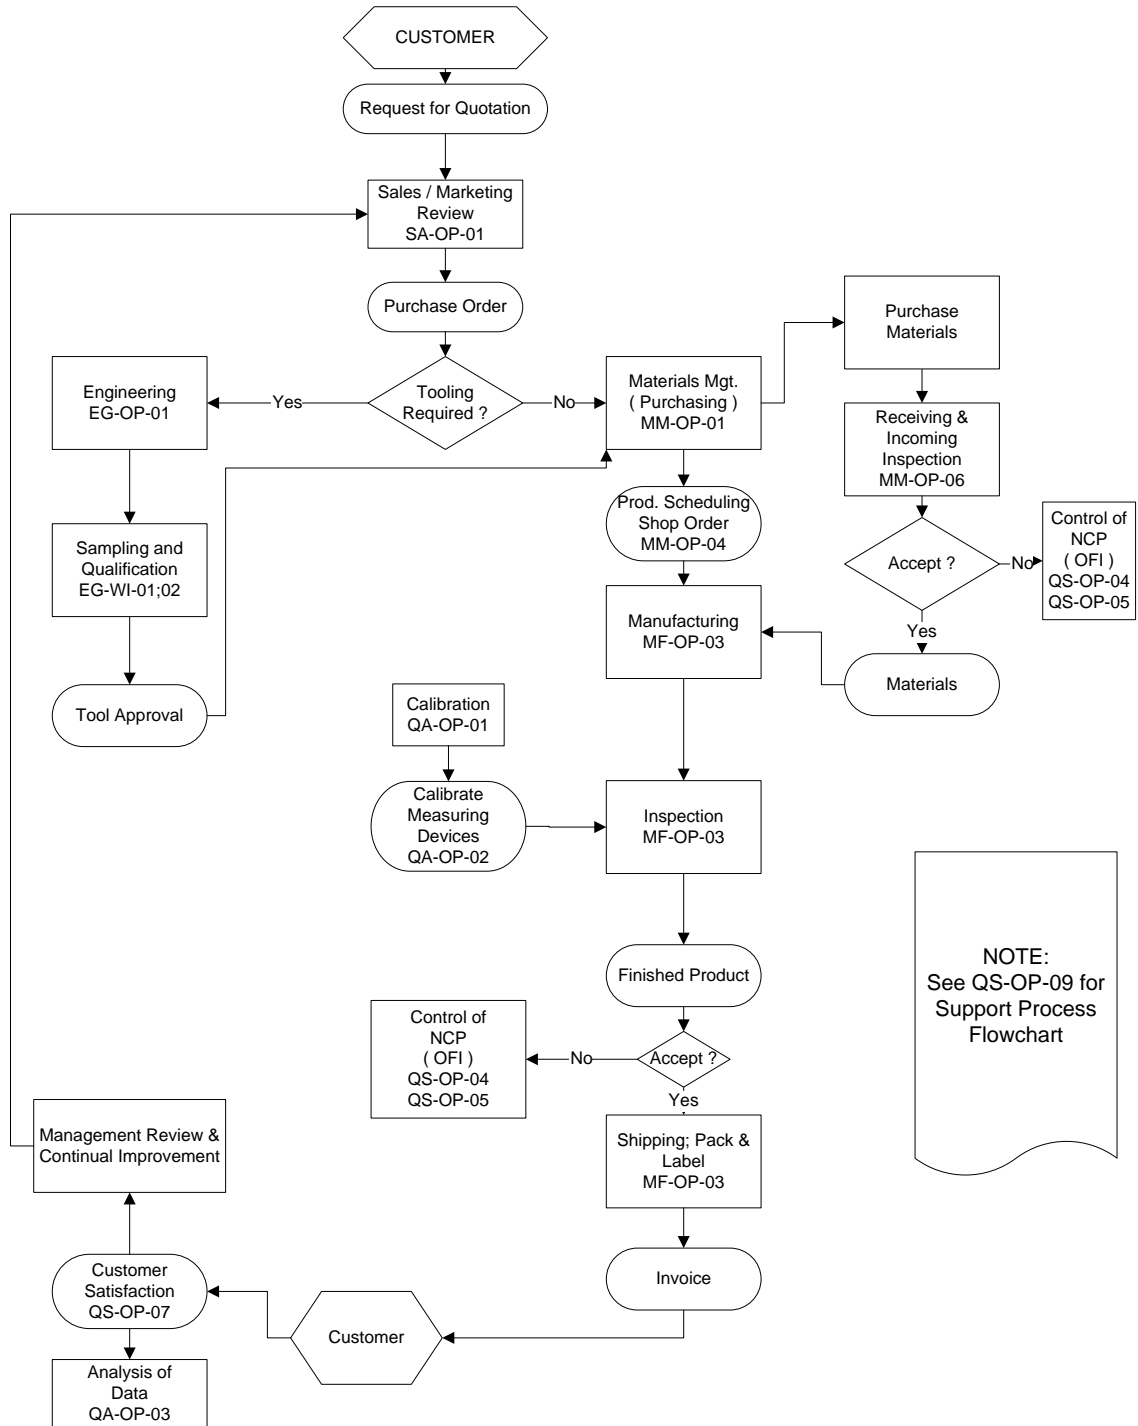 CUSTOMER
Request for Quotation
Sales / Marketing
Review
SA-OP-01
Purchase Order
Purchase
Materials
Engineering
EG-OP-01
Yes
Tooling
Required ?
No
Materials Mgt.
( Purchasing )
MM-OP-01
Receiving &
Incoming
Inspection
MM-OP-06
Prod. Scheduling
Shop Order
MM-OP-04
Sampling and
Qualification
EG-WI-01;02
Accept ?
No
Control of
NCP
( OFI )
QS-OP-04
QS-OP-05
Yes
Manufacturing
MF-OP-03
Materials
Tool Approval
Calibration
QA-OP-01
Calibrate
Measuring
Devices
QA-OP-02
Inspection
MF-OP-03
NOTE:
See QS-OP-09 for
Support Process
Flowchart
Finished Product
Control of
NCP
( OFI )
QS-OP-04
QS-OP-05
No
Accept ?
Yes
Management Review &
Continual Improvement
Shipping; Pack &
Label
MF-OP-03
Customer
Satisfaction
QS-OP-07
Invoice
Customer
Analysis of
Data
QA-OP-03